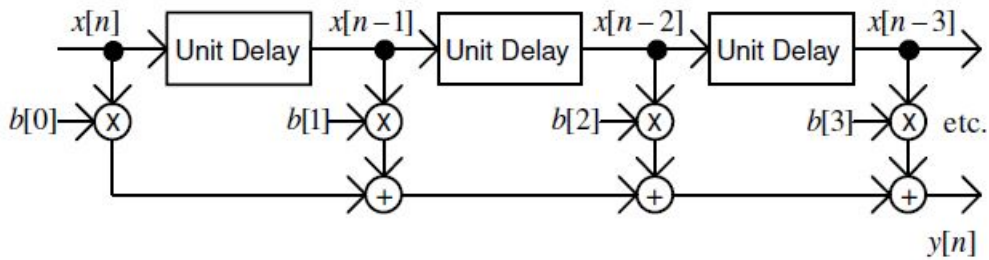 x[n] x[n−1] x[n−2] x[n−3]
Unit Delay Unit Delay Unit Delay
b[0] X b[1] X b[2] X b[3] X etc.
+ + +
y[n]